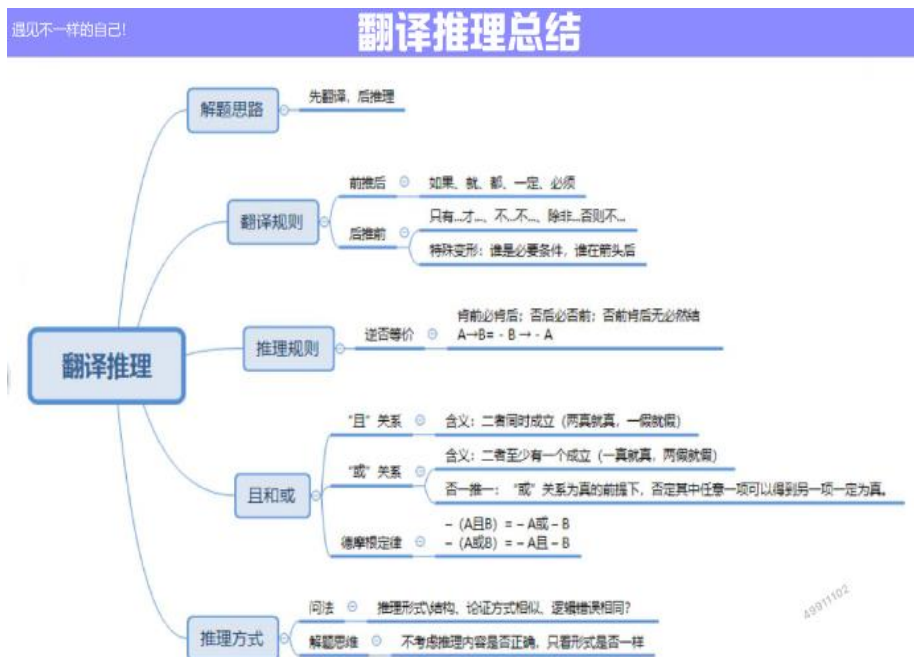 遇见不一样的自己!
翻译推理总结
解题思路
先翻译，后推理
前推后
如果、就、都、一定、必须
翻译规则
只有...才...、不...不...、除非...否则不...
后推前
特殊变形：谁是必要条件，谁在箭头后
肯前必肯后；否后必否前；否前肯后无必然结
推理规则
逆否等价
A→B= - B → - A
翻译推理
“且”关系
含义：二者同时成立（两真就真，一假就假）
含义：二者至少有一个成立（一真就真，两假就假）
“或”关系
且和或
否一推一：“或”关系为真的前提下，否定其中任意一项可以得到另一项一定为真。
-（A且B）= - A或 - B
德摩根定律
-（A或B）= - A且 - B
问法
推理形式\结构、论证方式相似、逻辑错误相同?
推理方式
解题思维
不考虑推理内容是否正确，只看形式是否一样
49911102